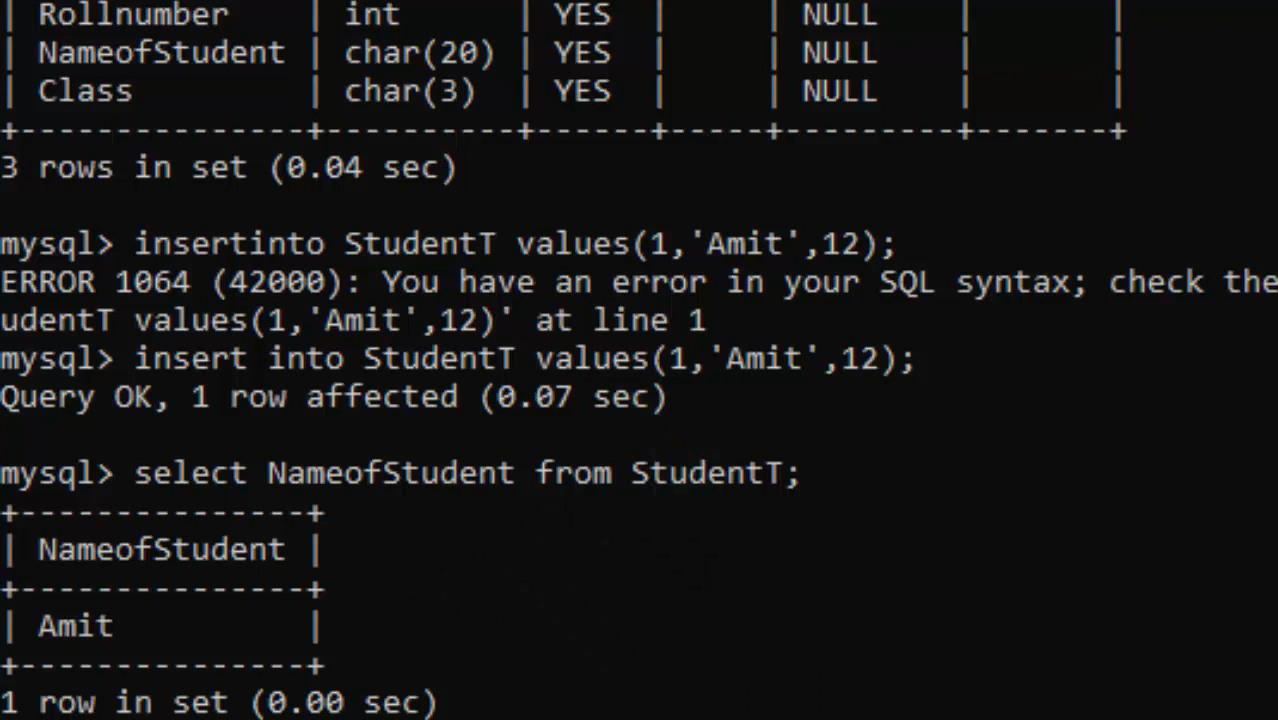 | Rollnumber    | int      | YES  |     | NULL    |       |
| NameofStudent | char(20) | YES  |     | NULL    |       |
| Class         | char(3)  | YES  |     | NULL    |       |
+---------------+----------+------+-----+---------+-------+
3 rows in set (0.04 sec)
mysql> insertinto StudentT values(1,'Amit',12);
ERROR 1064 (42000): You have an error in your SQL syntax; check the
udentT values(1,'Amit',12)' at line 1
mysql> insert into StudentT values(1,'Amit',12);
Query OK, 1 row affected (0.07 sec)
mysql> select NameofStudent from StudentT;
+---------------+
| NameofStudent |
+---------------+
| Amit          |
+---------------+
1 row in set (0.00 sec)